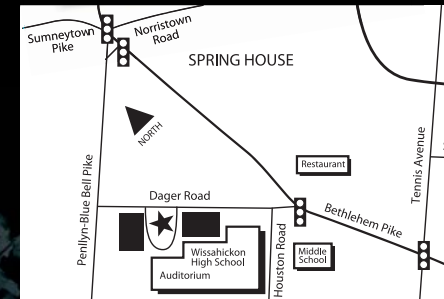 Sumneytown
Pike
Norristown
Road
SPRING HOUSE
NORTH
Penllyn-Blue Bell Pike
Restaurant
Tennis Avenue
Dager Road
Bethlehem Pike
Houston Road
Wissahickon
High School
Auditorium
Middle
School